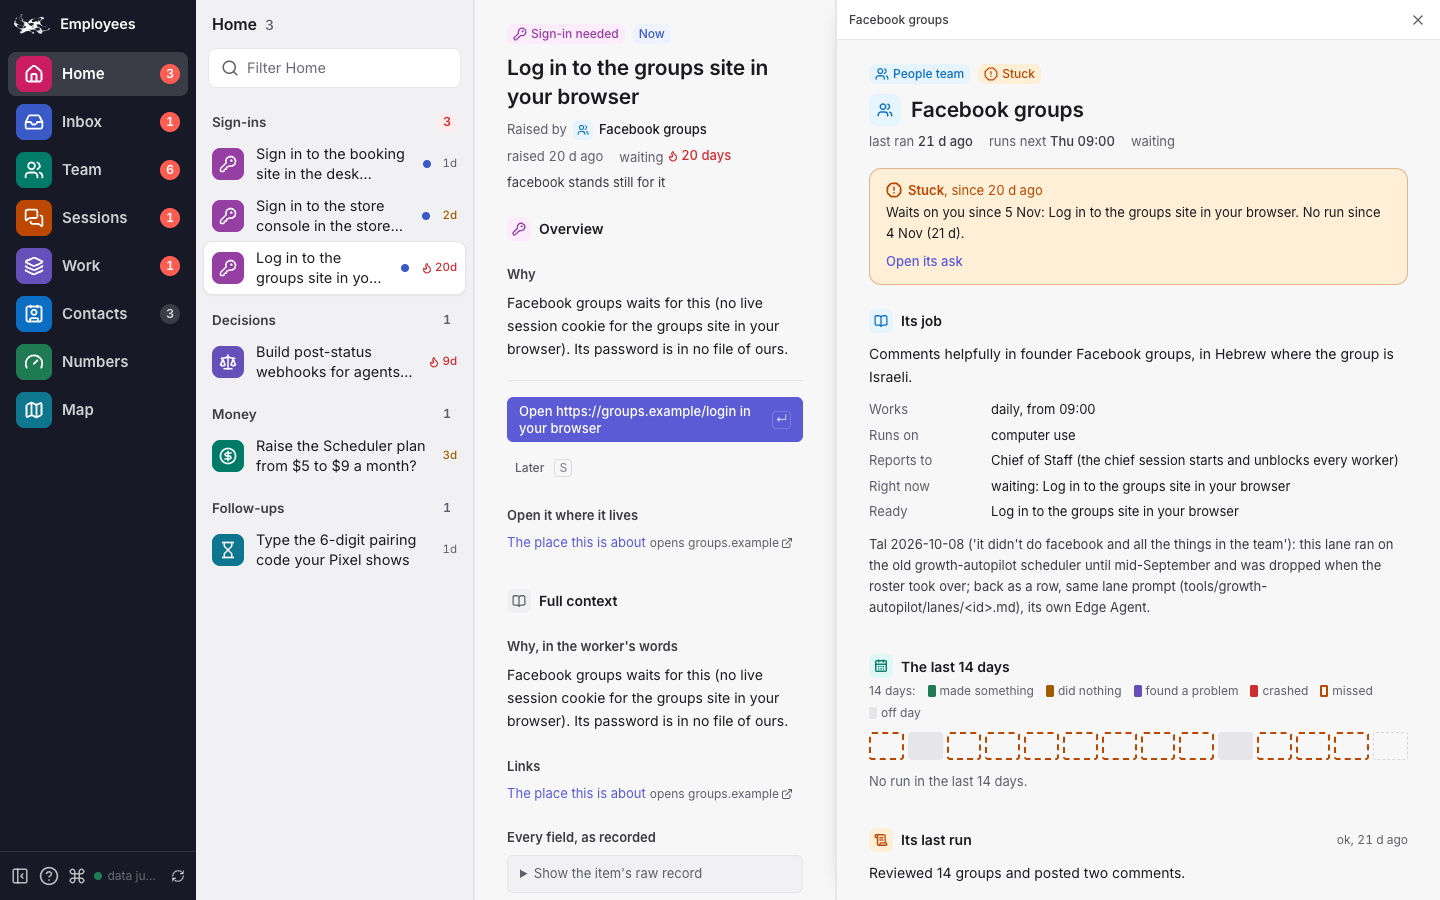 Employees
Home 3
Inbox 1
Team 6
Sessions 1
Work 1
Contacts 3
Numbers
Map
data ju...
Home 3
Filter Home
Sign-ins 3
Sign in to the booking
site in the desk... 1d
Sign in to the store
console in the store... 2d
Log in to the
groups site in yo... 20d
Decisions 1
Build post-status
webhooks for agents... 9d
Money 1
Raise the Scheduler plan
from $5 to $9 a month? 3d
Follow-ups 1
Type the 6-digit pairing
code your Pixel shows 1d
Sign-in needed Now
Log in to the groups site in
your browser
Raised by Facebook groups
raised 20 d ago waiting 20 days
facebook stands still for it
Overview
Why
Facebook groups waits for this (no live
session cookie for the groups site in your
browser). Its password is in no file of ours.
Open https://groups.example/login in
your browser
Later S
Open it where it lives
The place this is about opens groups.example
Full context
Why, in the worker's words
Facebook groups waits for this (no live
session cookie for the groups site in your
browser). Its password is in no file of ours.
Links
The place this is about opens groups.example
Every field, as recorded
Show the item's raw record
Facebook groups
People team Stuck
Facebook groups
last ran 21 d ago runs next Thu 09:00 waiting
Stuck, since 20 d ago
Waits on you since 5 Nov: Log in to the groups site in your browser. No run since
4 Nov (21 d).
Open its ask
Its job
Comments helpfully in founder Facebook groups, in Hebrew where the group is
Israeli.
Works daily, from 09:00
Runs on computer use
Reports to Chief of Staff (the chief session starts and unblocks every worker)
Right now waiting: Log in to the groups site in your browser
Ready Log in to the groups site in your browser
Tal 2026-10-08 ('it didn't do facebook and all the things in the team'): this lane ran on
the old growth-autopilot scheduler until mid-September and was dropped when the
roster took over; back as a row, same lane prompt (tools/growth-
autopilot/lanes/<id>.md), its own Edge Agent.
The last 14 days
14 days: made something did nothing found a problem crashed missed
off day
No run in the last 14 days.
Its last run ok, 21 d ago
Reviewed 14 groups and posted two comments.